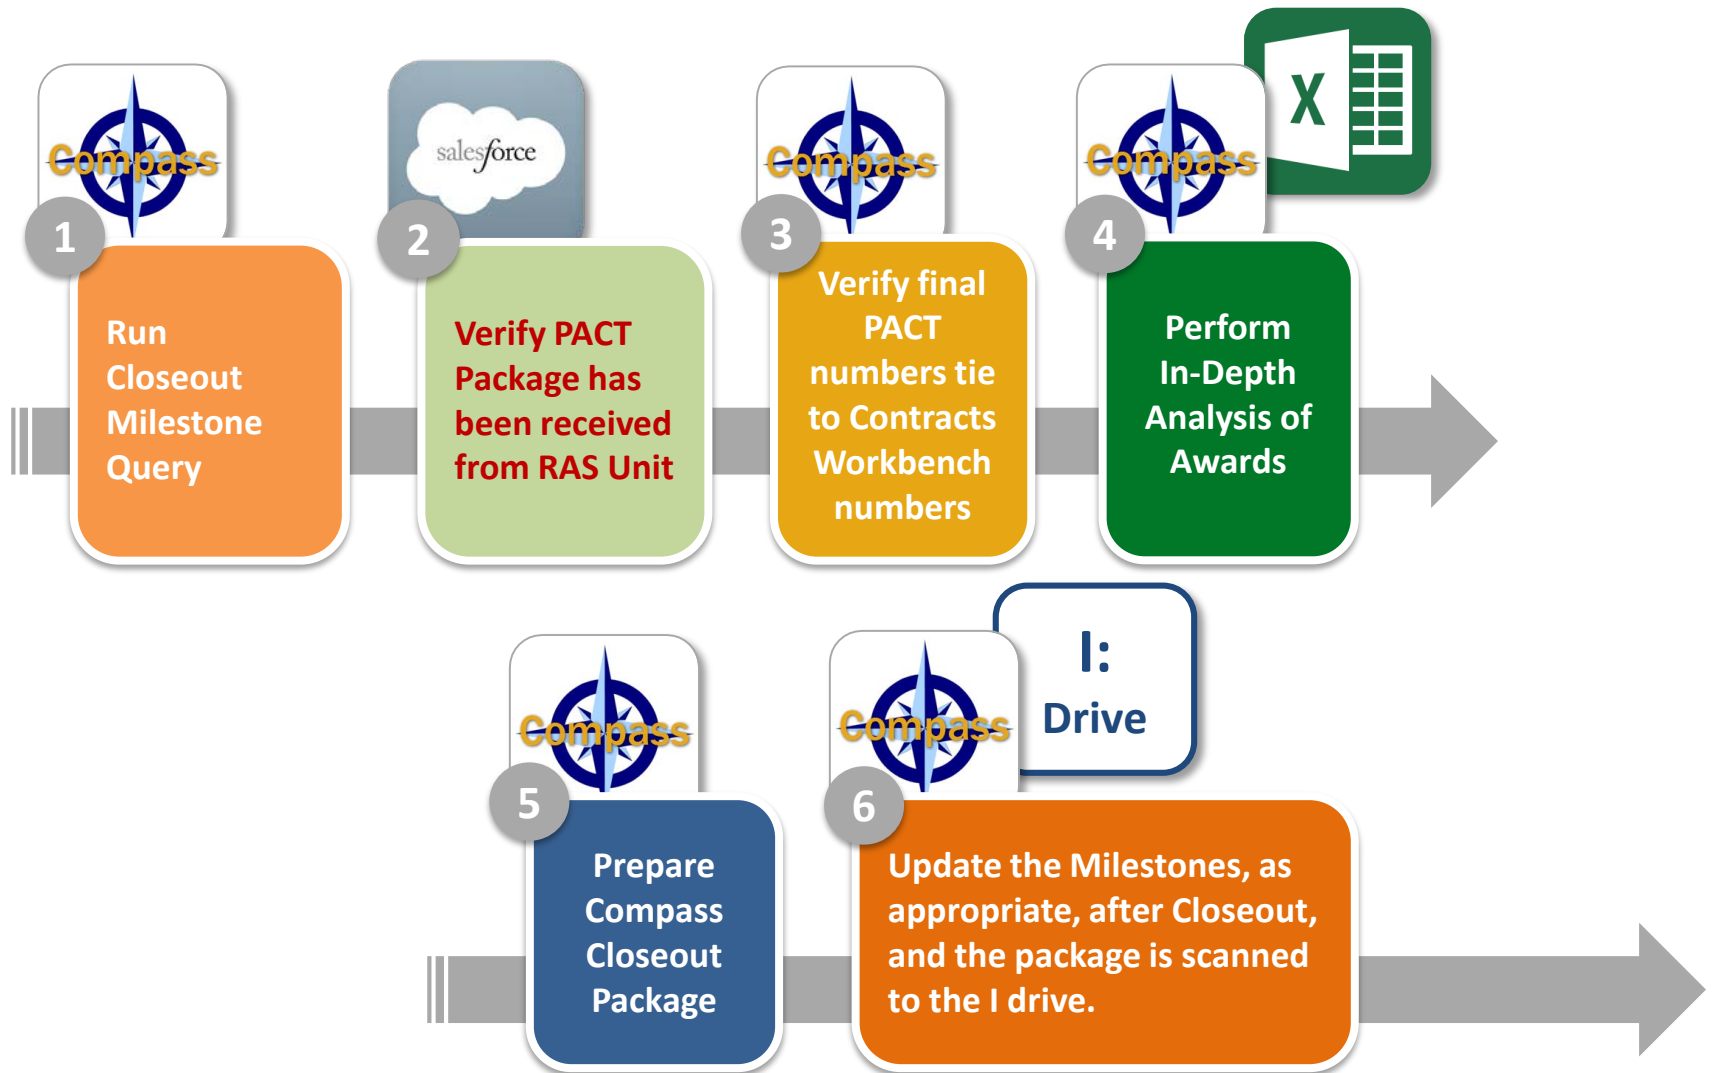 Compass
1
Run
Closeout
Milestone
Query
salesforce
2
Verify PACT
Package has
been received
from RAS Unit
Compass
3
Verify final
PACT
numbers tie
to Contracts
Workbench
numbers
Compass
X
4
Perform
In-Depth
Analysis of
Awards
Compass
5
Prepare
Compass
Closeout
Package
Compass
I:
Drive
6
Update the Milestones, as
appropriate, after Closeout,
and the package is scanned
to the I drive.